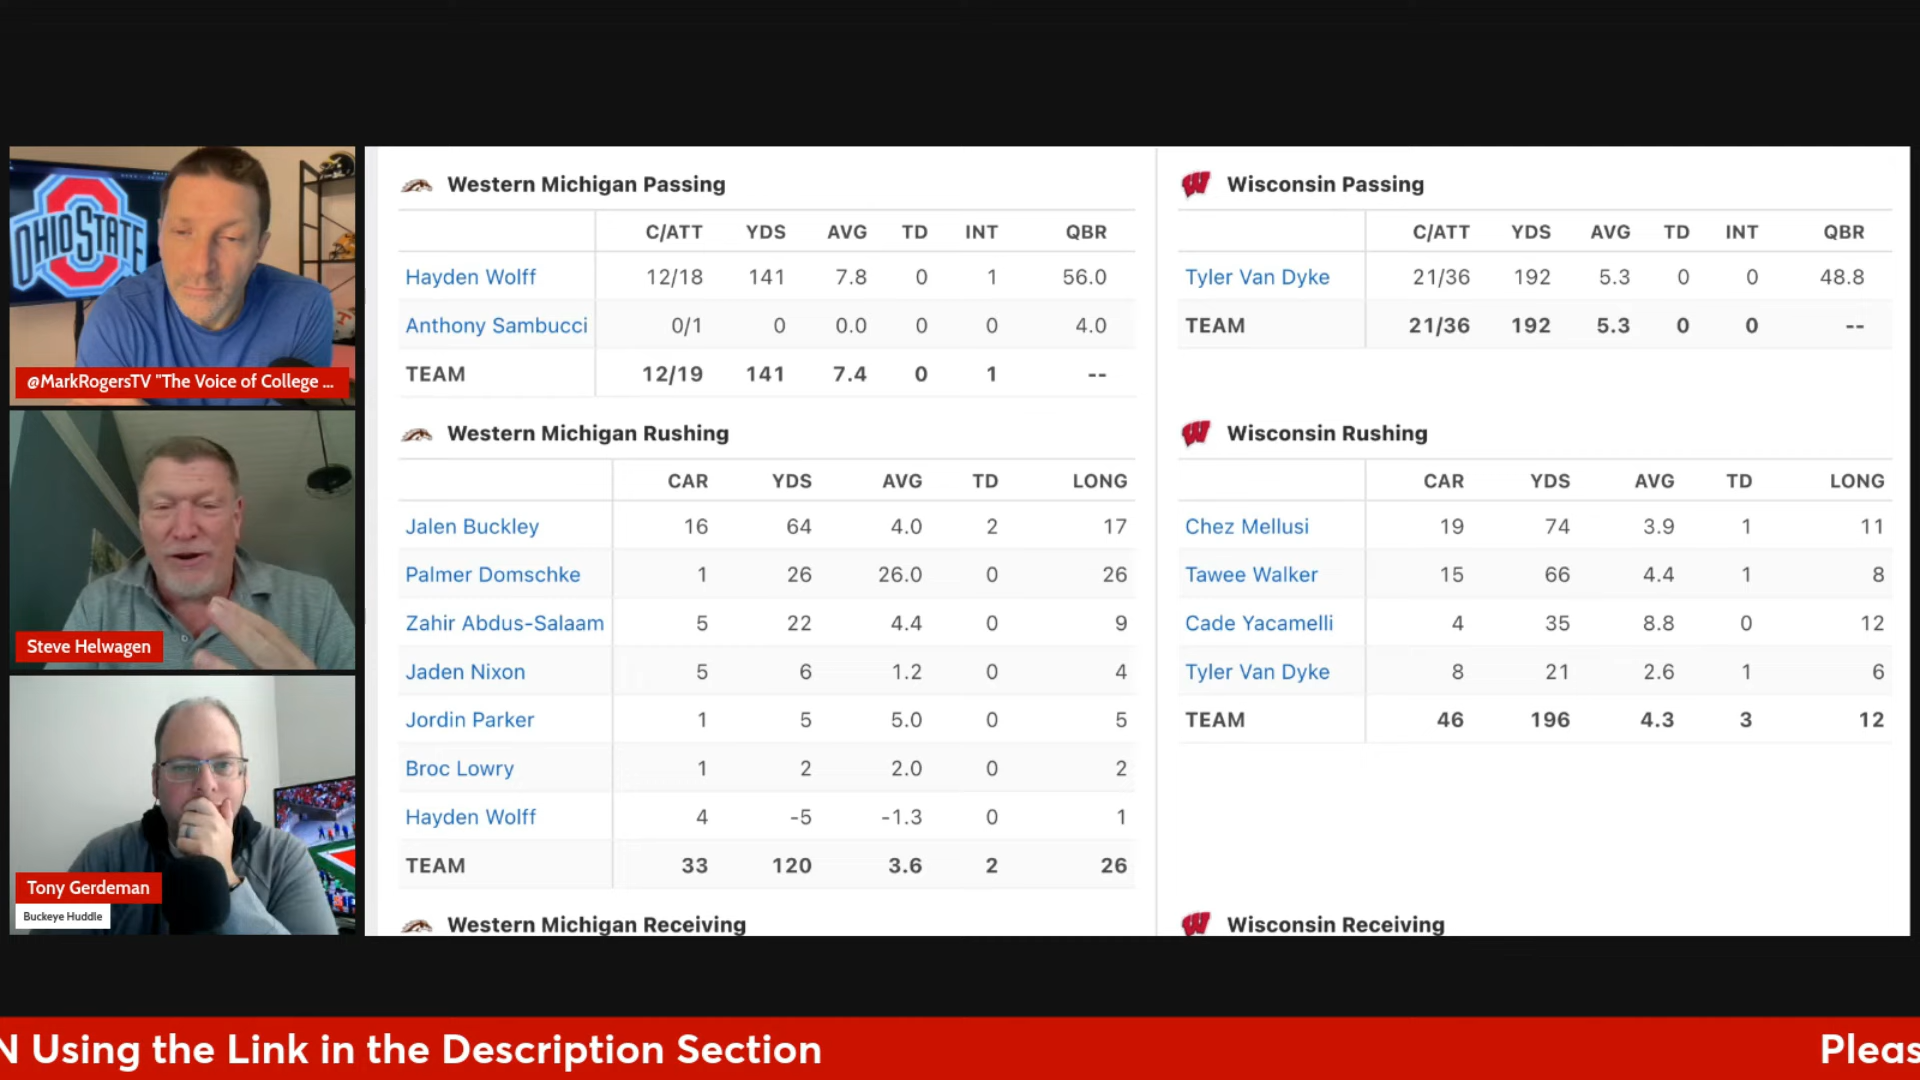 OHIO STATE
@MarkRogersTV "The Voice of College ...
Steve Helwagen
Tony Gerdeman
Buckeye Huddle
Western Michigan Passing
C/ATT YDS AVG TD INT QBR
Hayden Wolff 12/18 141 7.8 0 1 56.0
Anthony Sambucci 0/1 0 0.0 0 0 4.0
TEAM 12/19 141 7.4 0 1 --
Western Michigan Rushing
CAR YDS AVG TD LONG
Jalen Buckley 16 64 4.0 2 17
Palmer Domschke 1 26 26.0 0 26
Zahir Abdus-Salaam 5 22 4.4 0 9
Jaden Nixon 5 6 1.2 0 4
Jordin Parker 1 5 5.0 0 5
Broc Lowry 1 2 2.0 0 2
Hayden Wolff 4 -5 -1.3 0 1
TEAM 33 120 3.6 2 26
Western Michigan Receiving
W Wisconsin Passing
C/ATT YDS AVG TD INT QBR
Tyler Van Dyke 21/36 192 5.3 0 0 48.8
TEAM 21/36 192 5.3 0 0 --
W Wisconsin Rushing
CAR YDS AVG TD LONG
Chez Mellusi 19 74 3.9 1 11
Tawee Walker 15 66 4.4 1 8
Cade Yacamelli 4 35 8.8 0 12
Tyler Van Dyke 8 21 2.6 1 6
TEAM 46 196 4.3 3 12
W Wisconsin Receiving
N Using the Link in the Description Section Pleas